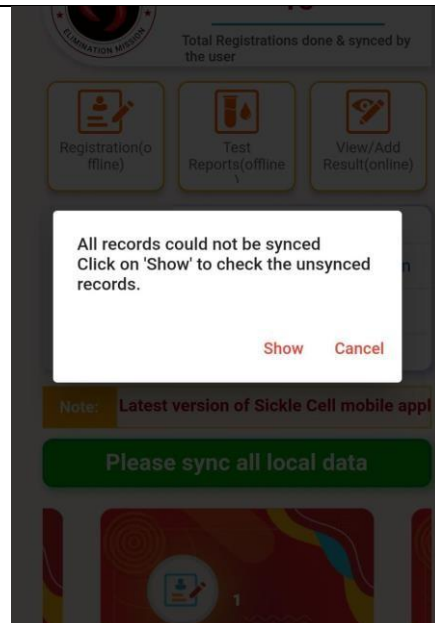 ELIMINATION MISSION
Total Registrations done & synced by
the user
Registration(o
ffline)
Test
Reports(offline
)
View/Add
Result(online)
All records could not be synced
Click on 'Show' to check the unsynced
records.
n
Show Cancel
Note: Latest version of Sickle Cell mobile appl
Please sync all local data
1